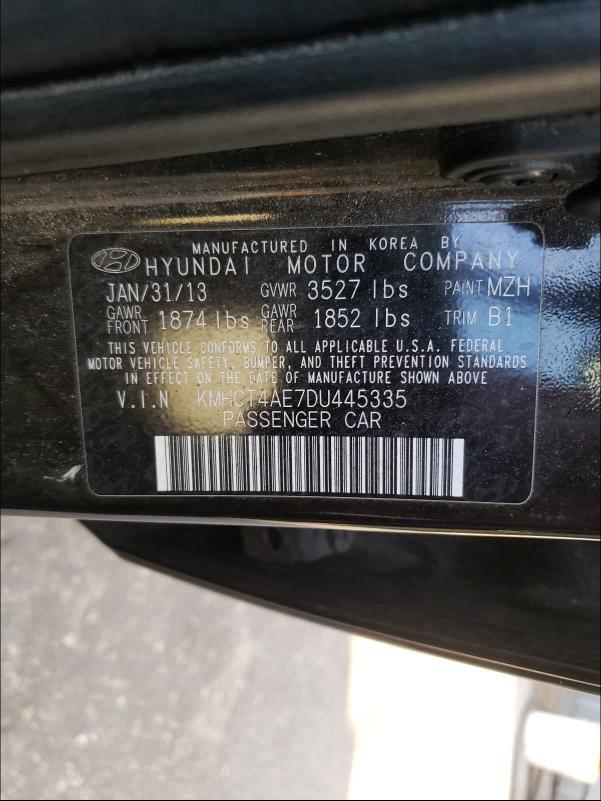 MANUFACTURED IN KOREA BY
HYUNDAI MOTOR COMPANY
JAN/31/13 GVWR 3527 lbs PAINT MZH
GAWR FRONT 1874 lbs GAWR REAR 1852 lbs TRIM B1
THIS VEHICLE CONFORMS TO ALL APPLICABLE U.S.A. FEDERAL
MOTOR VEHICLE SAFETY, BUMPER, AND THEFT PREVENTION STANDARDS
IN EFFECT ON THE DATE OF MANUFACTURE SHOWN ABOVE
V.I.N KMHCT4AE7DU445335
PASSENGER CAR